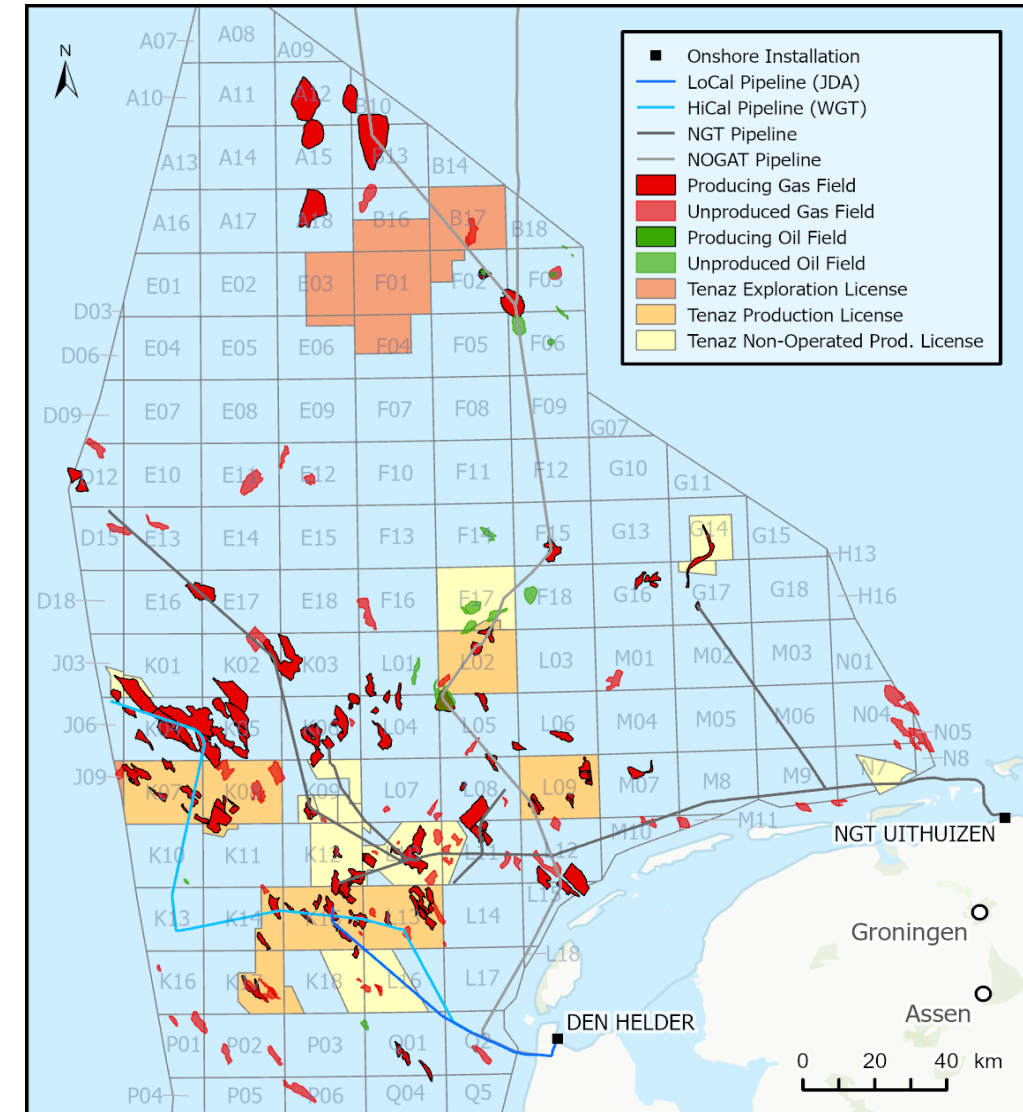 N
A07
A08
A09
A10
A11
A12
B10
A13
A14
A15
B13
B14
A16
A17
A18
B16
B17
B18
E01
E02
E03
F01
F02
F03
D03
D06
E04
E05
E06
F04
F05
F06
D09
E07
E08
E09
F07
F08
F09
G07
D12
E10
E11
E12
F10
F11
F12
G10
G11
D15
E13
E14
E15
F13
F14
F15
G13
G14
G15
H13
D18
E16
E17
E18
F16
F17
F18
G16
G17
G18
H16
J03
K01
K02
K03
L01
L02
L03
M01
M02
M03
N01
J06
K04
K05
K06
L04
L05
L06
M04
M05
M06
N04
N05
N8
J09
K07
K08
K09
L07
L08
L09
M07
M8
M9
N7
K10
K11
K12
L11
L12
M10
M11
K13
K14
K15
L13
L14
L15
K16
K17
K18
L16
L17
L18
P01
P02
P03
Q01
Q2
P04
P05
P06
Q04
Q5
Onshore Installation
LoCal Pipeline (JDA)
HiCal Pipeline (WGT)
NGT Pipeline
NOGAT Pipeline
Producing Gas Field
Unproduced Gas Field
Producing Oil Field
Unproduced Oil Field
Tenaz Exploration License
Tenaz Production License
Tenaz Non-Operated Prod. License
NGT UITHUIZEN
Groningen
Assen
DEN HELDER
0 20 40 km